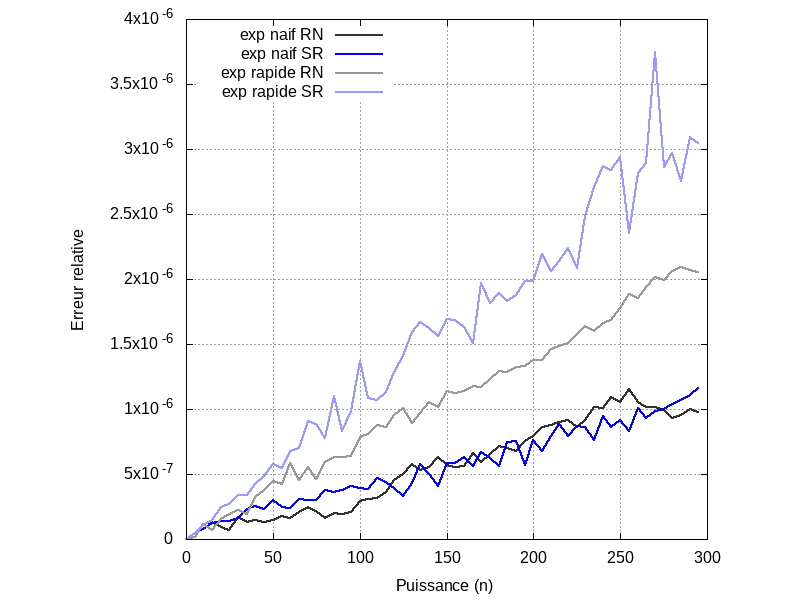 4x10 -6
3.5x10 -6
3x10 -6
2.5x10 -6
2x10 -6
1.5x10 -6
1x10 -6
5x10 -7
0
Erreur relative
exp naif RN
exp naif SR
exp rapide RN
exp rapide SR
0 50 100 150 200 250 300
Puissance (n)